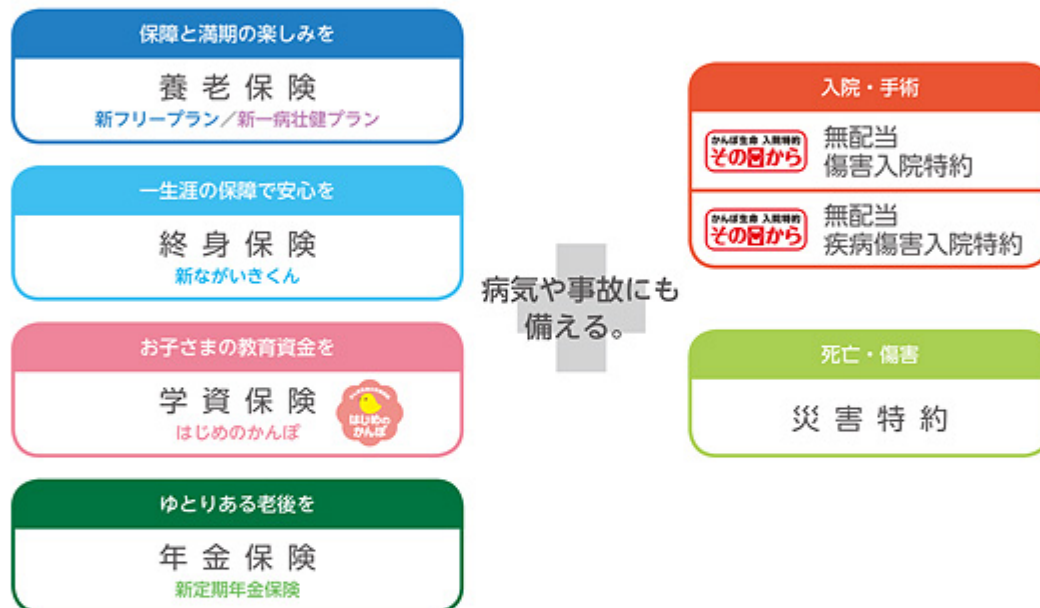 保障と満期の楽しみを
養老保険
新フリープラン／新一病壮健プラン
一生涯の保障で安心を
終身保険
新ながいきくん
お子さまの教育資金を
学資保険
はじめのかんぽ
はじめの
かんぽ
ゆとりある老後を
年金保険
新定期年金保険
病気や事故にも
備える。
入院・手術
かんぽ生命 入院特約
その日から
無配当
傷害入院特約
かんぽ生命 入院特約
その日から
無配当
疾病傷害入院特約
死亡・傷害
災害特約